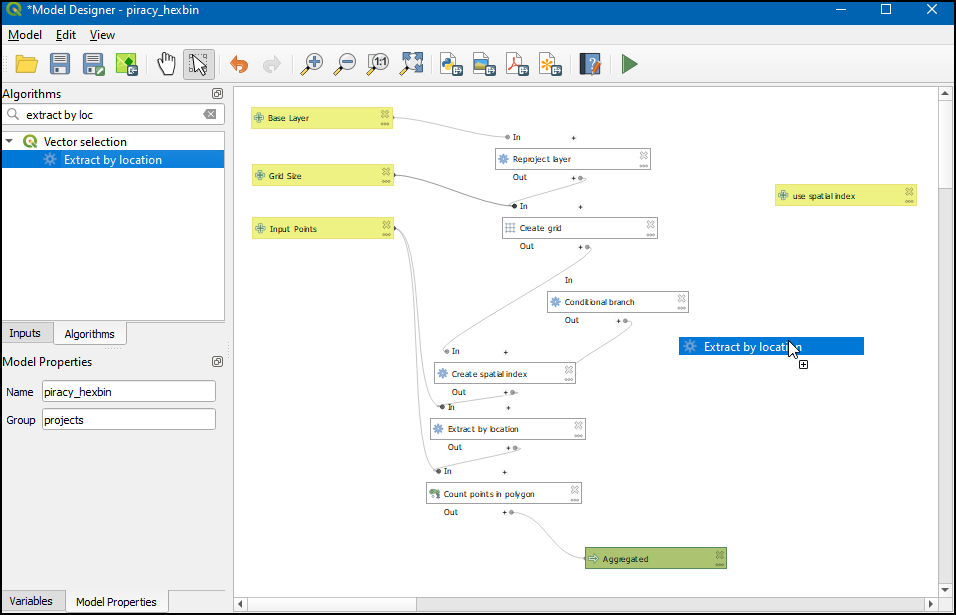 *Model Designer - piracy_hexbin
Model Edit View
1:1
Algorithms
extract by loc
Vector selection
Extract by location
Inputs
Algorithms
Model Properties
Name piracy_hexbin
Group projects
Variables
Model Properties
Base Layer
In +
Reproject layer
Out +
Grid Size
use spatial index
In +
Create grid
Out +
Input Points
In
Conditional branch
Out +
Extract by location
In +
Create spatial index
Out +
In +
Extract by location
Out +
In +
Count points in polygon
Out +
Aggregated